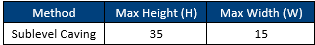 Method Max Height (H) Max Width (W)
Sublevel Caving 35 15